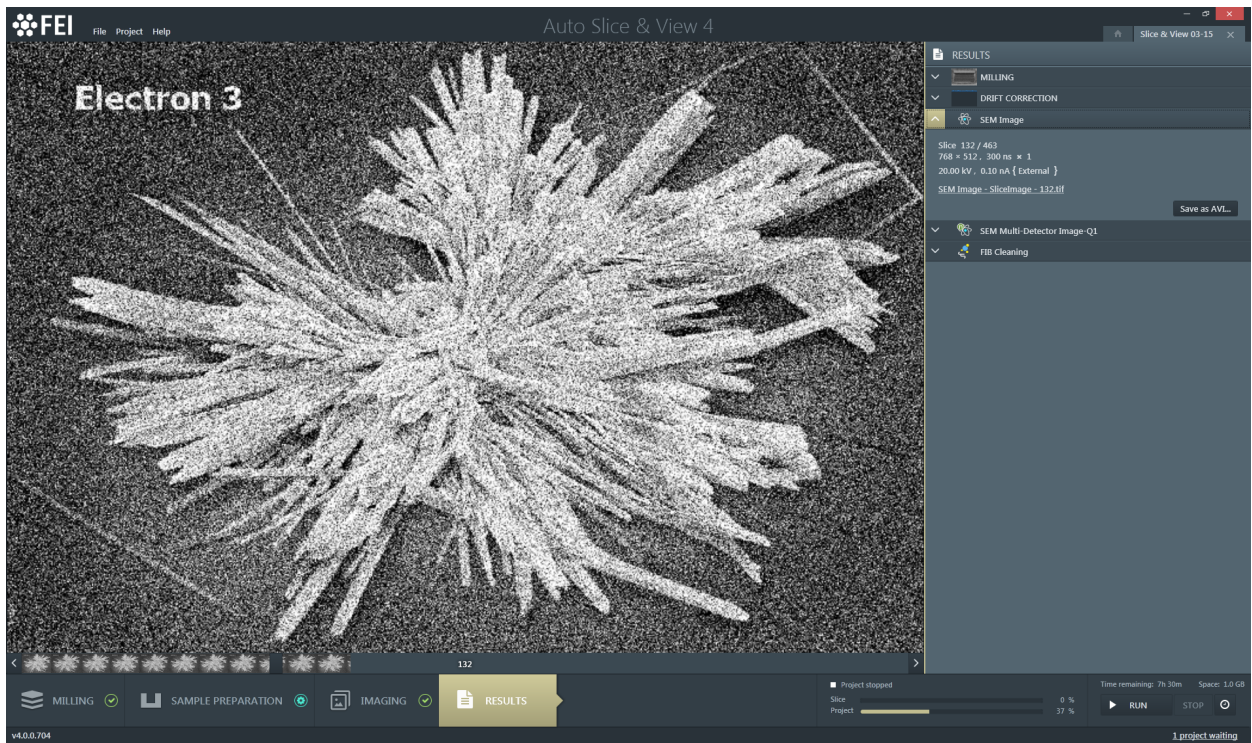 FEI
File Project Help
Auto Slice & View 4
Slice & View 03-15
Electron 3
RESULTS
MILLING
DRIFT CORRECTION
SEM Image
Slice 132 / 463
768 × 512 , 300 ns × 1
20.00 kV , 0.10 nA { External }
SEM Image - SliceImage - 132.tif
Save as AVI...
SEM Multi-Detector Image-Q1
FIB Cleaning
132
MILLING
SAMPLE PREPARATION
IMAGING
RESULTS
Project stopped
Slice 0 %
Project 37 %
Time remaining: 7h 30m Space: 1.0 GB
RUN STOP
v4.0.0.704
1 project waiting